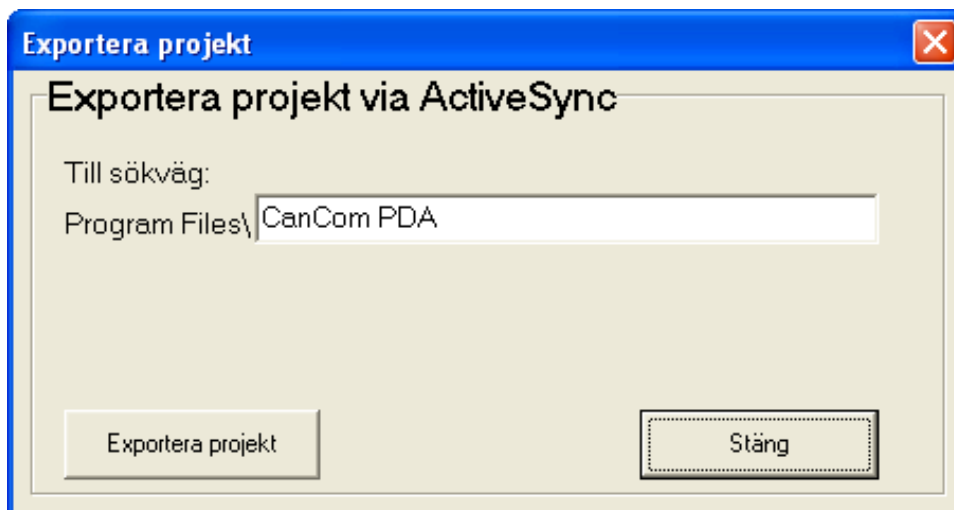 Exportera projekt
Exportera projekt via ActiveSync
Till sökväg:
Program Files\ CanCom PDA
Exportera projekt
Stäng